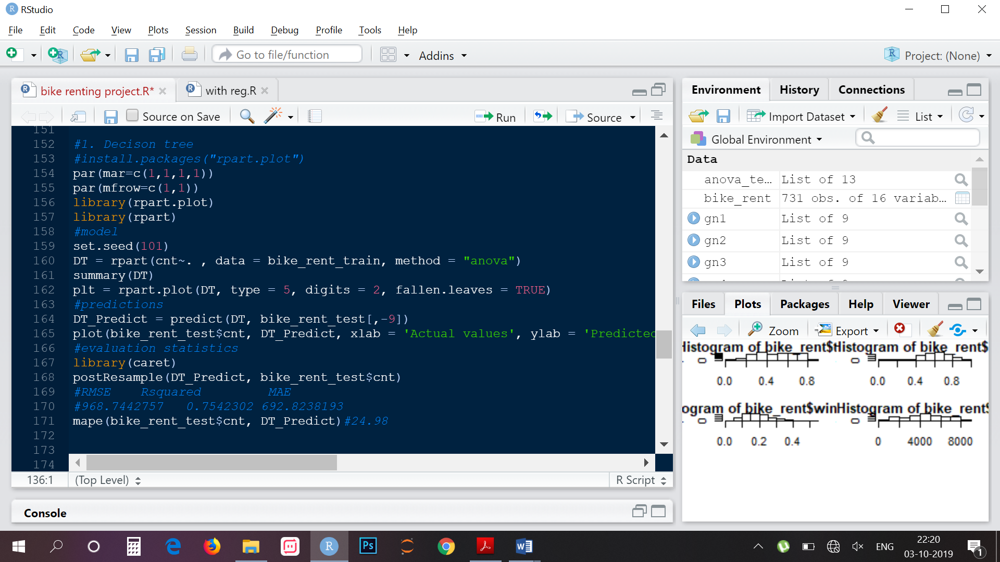 RStudio
File Edit Code View Plots Session Build Debug Profile Tools Help
Go to file/function Addins Project: (None)
bike renting project.R* with reg.R
Source on Save Run Source
151
152 #1. Decison tree
153 #install.packages("rpart.plot")
154 par(mar=c(1,1,1,1))
155 par(mfrow=c(1,1))
156 library(rpart.plot)
157 library(rpart)
158 #model
159 set.seed(101)
160 DT = rpart(cnt~. , data = bike_rent_train, method = "anova")
161 summary(DT)
162 plt = rpart.plot(DT, type = 5, digits = 2, fallen.leaves = TRUE)
163 #predictions
164 DT_Predict = predict(DT, bike_rent_test[,-9])
165 plot(bike_rent_test$cnt, DT_Predict, xlab = 'Actual values', ylab = 'Predicted
166 #evaluation statistics
167 library(caret)
168 postResample(DT_Predict, bike_rent_test$cnt)
169 #RMSE Rsquared MAE
170 #968.7442757 0.7542302 692.8238193
171 mape(bike_rent_test$cnt, DT_Predict)#24.98
172
173
174
136:1 (Top Level) R Script
Console
Environment History Connections
Import Dataset List
Global Environment
Data
anova_te… List of 13
bike_rent 731 obs. of 16 variab…
gn1 List of 9
gn2 List of 9
gn3 List of 9
Files Plots Packages Help Viewer
Zoom Export
Histogram of bike_rent$t Histogram of bike_rent$
0 0
0.0 0.4 0.8 0.0 0.4 0.8
ogram of bike_rent$win Histogram of bike_rent$
0 0
0.0 0.2 0.4 0 4000 8000
ENG 22:20
03-10-2019 1